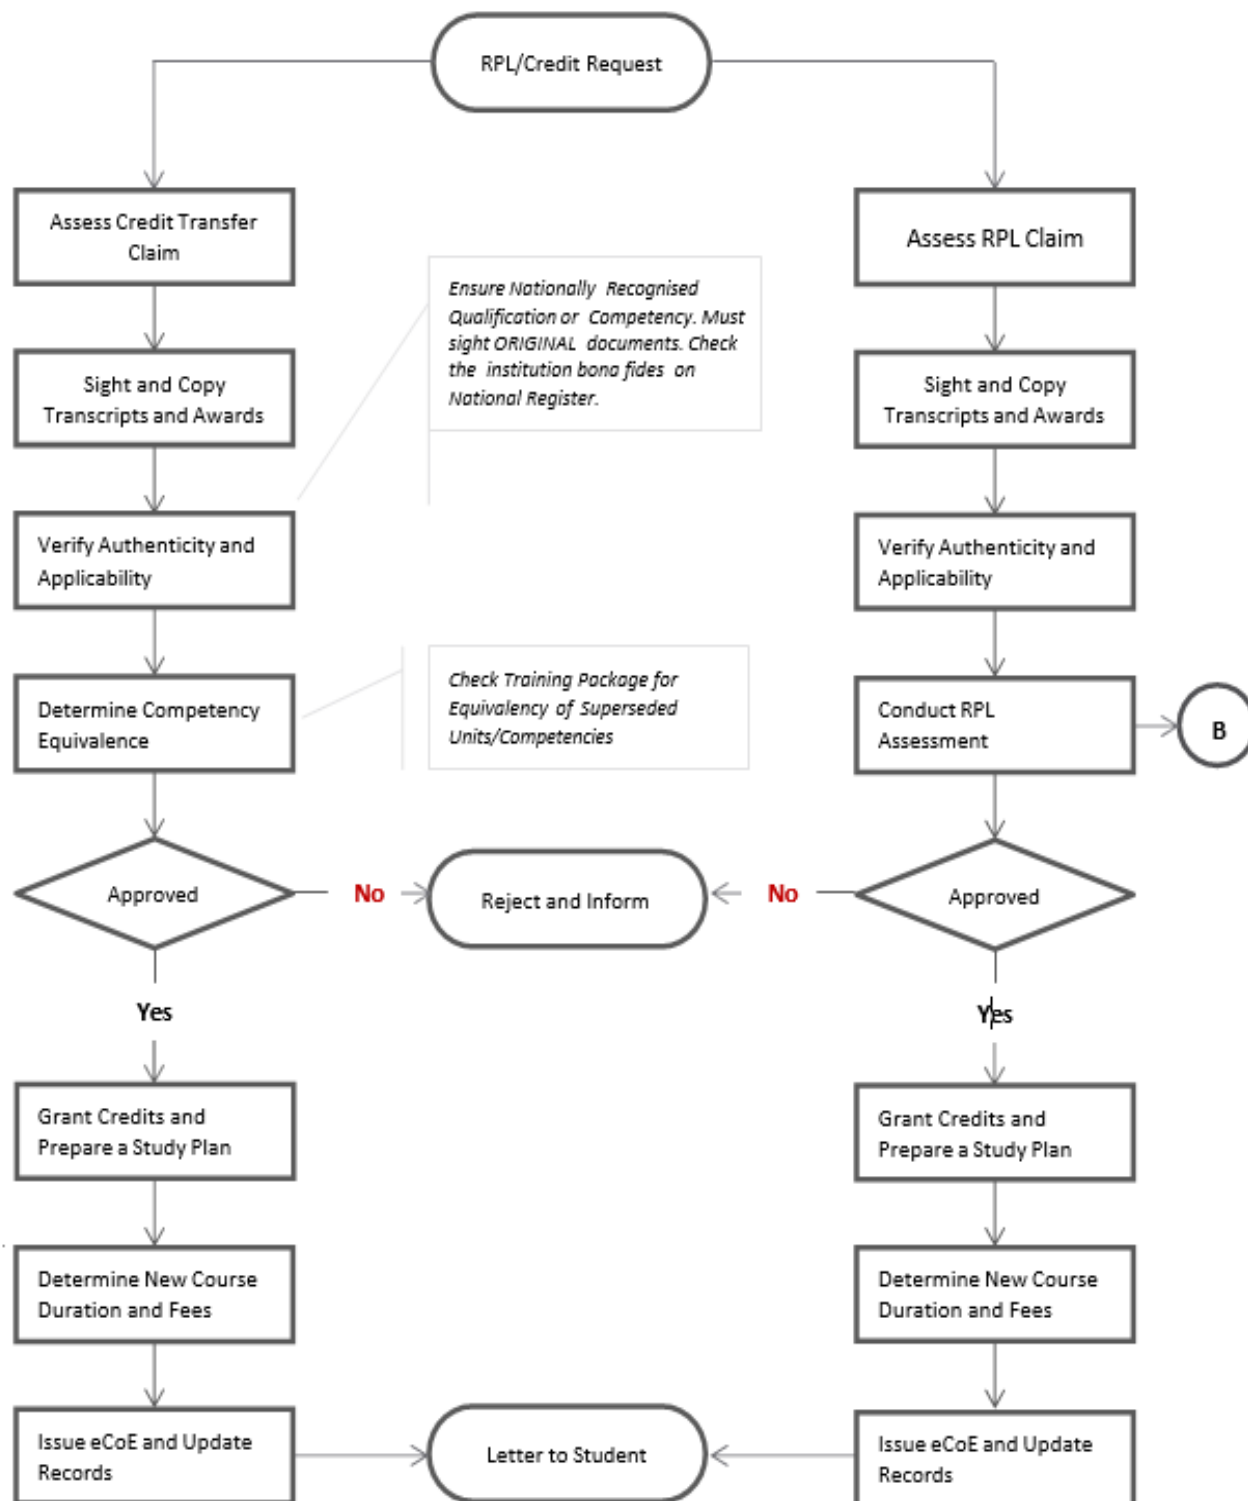 RPL/Credit Request
Assess Credit Transfer
Claim
Assess RPL Claim
Ensure Nationally Recognised
Qualification or Competency. Must
sight ORIGINAL documents. Check
the institution bona fides on
National Register.
Sight and Copy
Transcripts and Awards
Sight and Copy
Transcripts and Awards
Verify Authenticity and
Applicability
Verify Authenticity and
Applicability
Determine Competency
Equivalence
Check Training Package for
Equivalency of Superseded
Units/Competencies
Conduct RPL
Assessment
B
Approved
No
Reject and Inform
No
Approved
Yes
Yes
Grant Credits and
Prepare a Study Plan
Grant Credits and
Prepare a Study Plan
Determine New Course
Duration and Fees
Determine New Course
Duration and Fees
Issue eCoE and Update
Records
Letter to Student
Issue eCoE and Update
Records